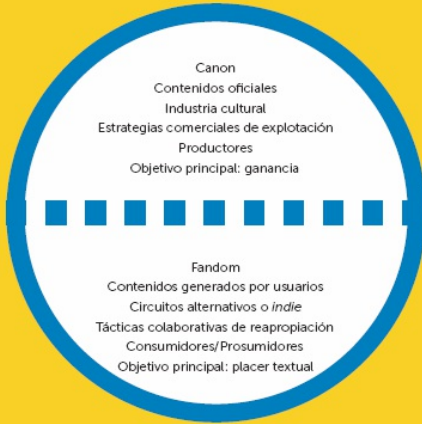 Canon
Contenidos oficiales
Industria cultural
Estrategias comerciales de explotación
Productores
Objetivo principal: ganancia
Fandom
Contenidos generados por usuarios
Circuitos alternativos o indie
Tácticas colaborativas de reapropiación
Consumidores/Prosumidores
Objetivo principal: placer textual